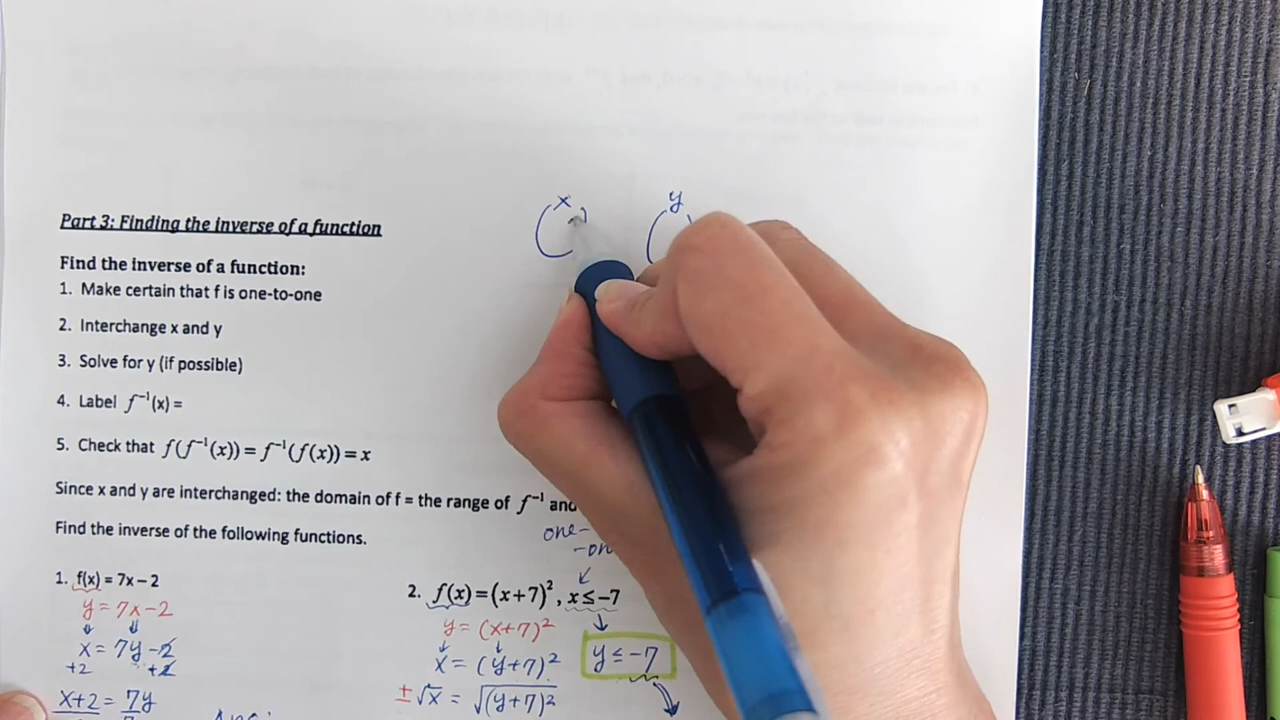 x y
Part 3: Finding the inverse of a function
Find the inverse of a function:
1. Make certain that f is one-to-one
2. Interchange x and y
3. Solve for y (if possible)
4. Label f⁻¹(x) =
5. Check that f(f⁻¹(x)) = f⁻¹(f(x)) = x
Since x and y are interchanged: the domain of f = the range of f⁻¹ and
one-
-on
Find the inverse of the following functions.
1. f(x) = 7x – 2
y = 7x – 2
x = 7y – 2
+2 +2
x+2 = 7y
2. f(x) = (x+7)², x ≤ –7
y = (x+7)²
x = (y+7)²
y ≤ –7
±√x = √(y+7)²